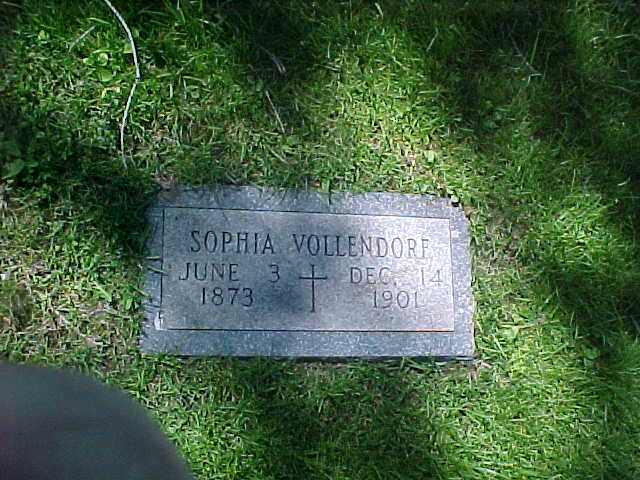 SOPHIA VOLLENDORF
JUNE 3 DEC. 14
1873 1901